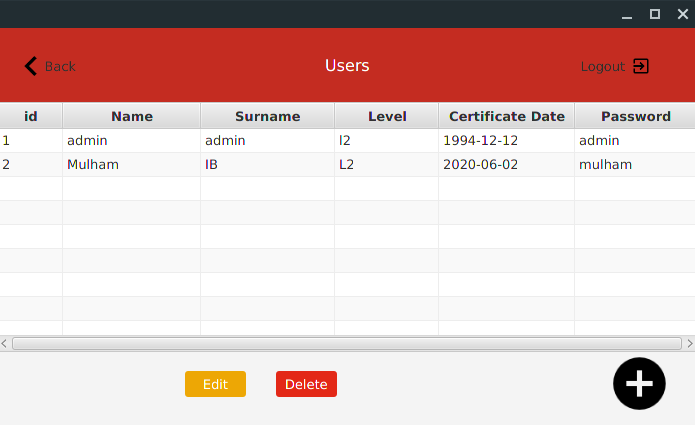 Back Users Logout
id Name Surname Level Certificate Date Password
1 admin admin l2 1994-12-12 admin
2 Mulham IB L2 2020-06-02 mulham
Edit Delete